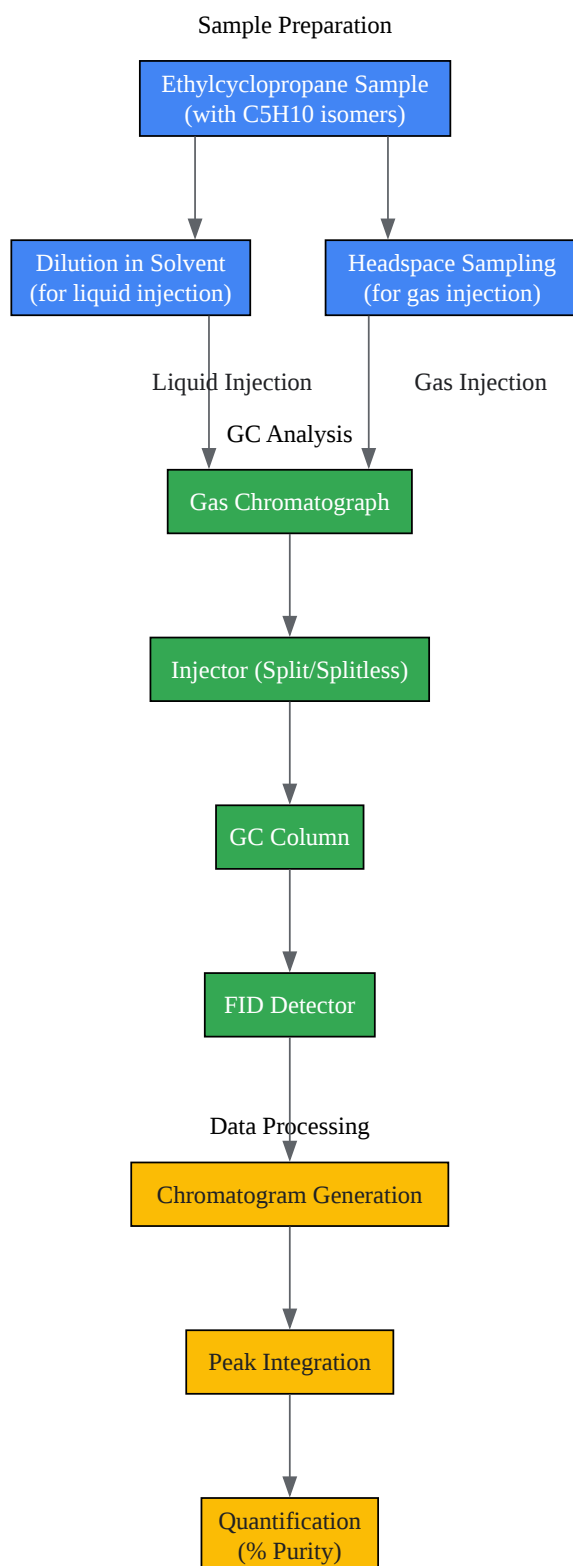 Sample Preparation
Ethylcyclopropane Sample
(with C5H10 isomers)
Dilution in Solvent
(for liquid injection)
Headspace Sampling
(for gas injection)
Liquid Injection
Gas Injection
GC Analysis
Gas Chromatograph
Injector (Split/Splitless)
GC Column
FID Detector
Data Processing
Chromatogram Generation
Peak Integration
Quantification
(% Purity)